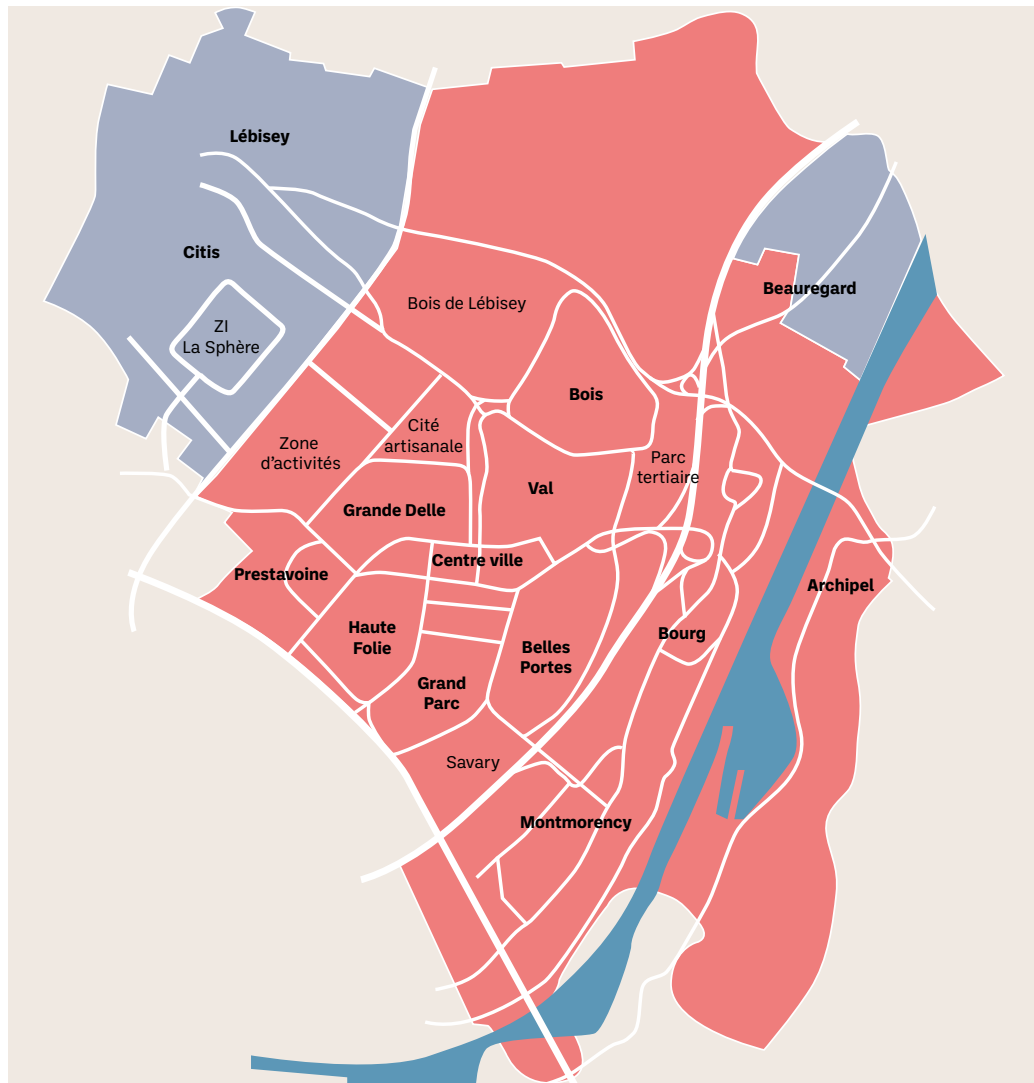 Lébisey
Citis
Beauregard
Bois de Lébisey
ZI
La Sphère
Bois
Cité
artisanale
Zone
d’activités
Parc
tertiaire
Val
Grande Delle
Centre ville
Prestavoine
Archipel
Haute
Folie
Bourg
Belles
Portes
Grand
Parc
Savary
Montmorency